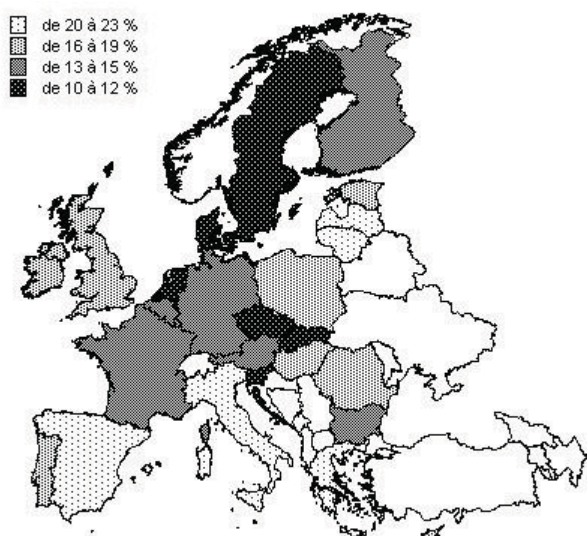 de 20 à 23 %
de 16 à 19 %
de 13 à 15 %
de 10 à 12 %